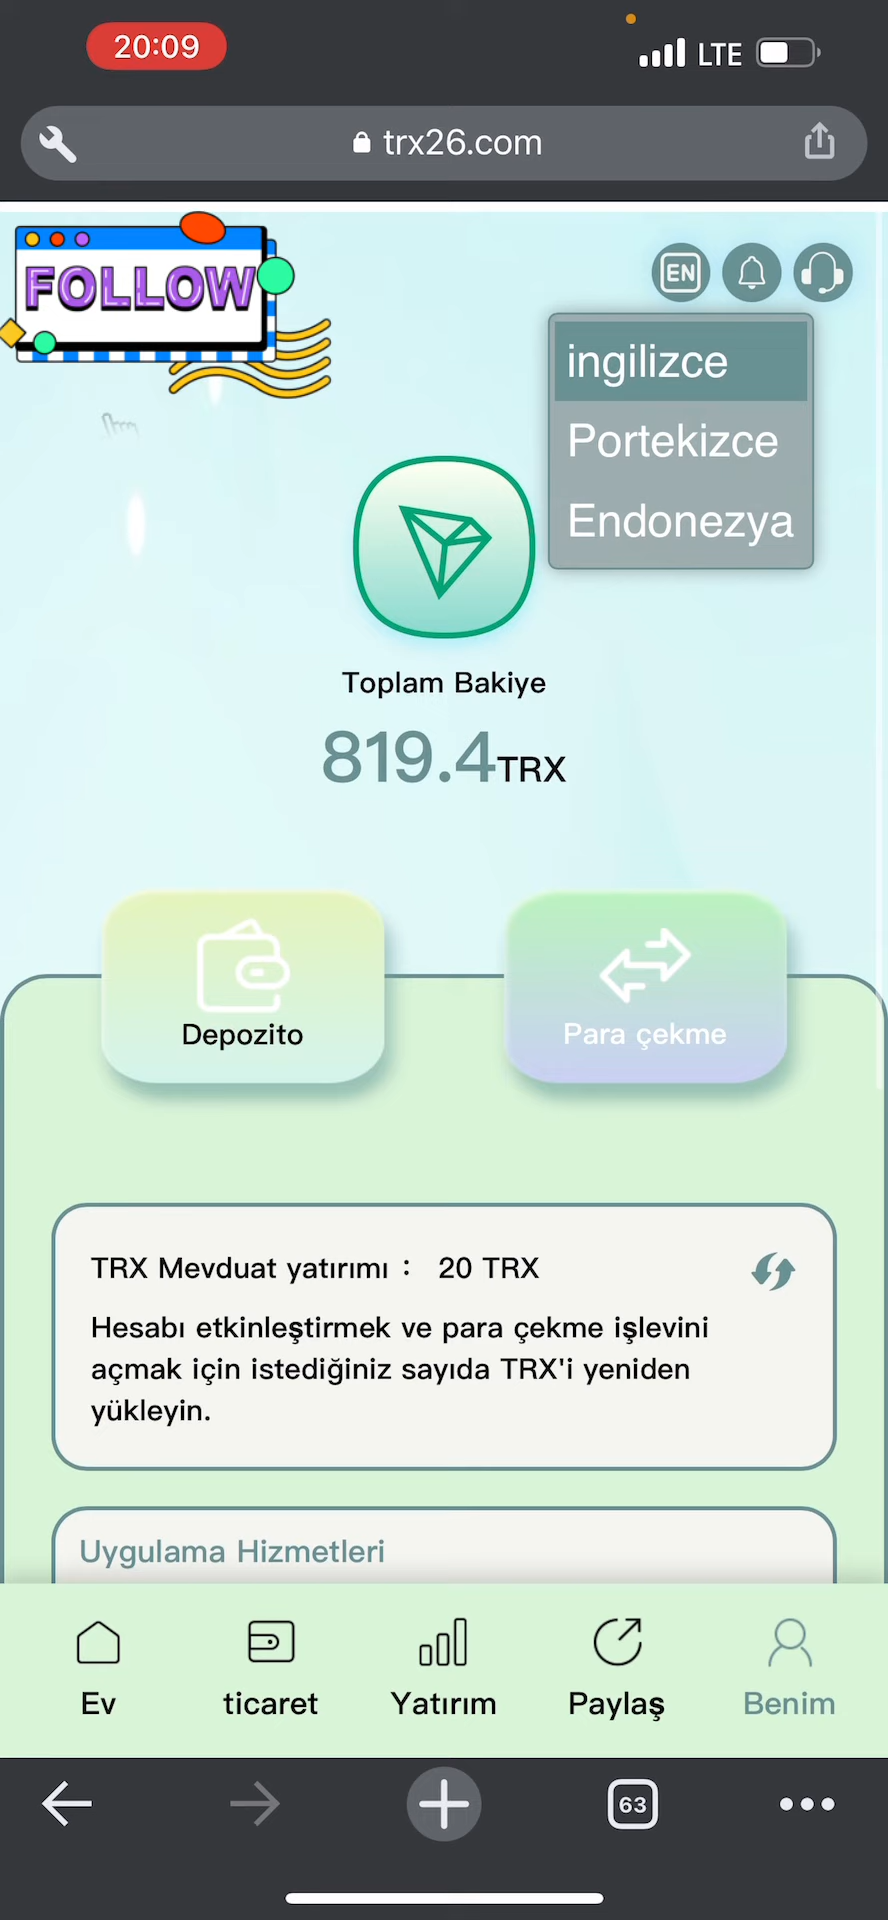 20:09
LTE
trx26.com
FOLLOW
EN
ingilizce
Portekizce
Endonezya
Toplam Bakiye
819.4TRX
Depozito
Para çekme
TRX Mevduat yatırımı : 20 TRX
Hesabı etkinleştirmek ve para çekme işlevini
açmak için istediğiniz sayıda TRX'i yeniden
yükleyin.
Uygulama Hizmetleri
Ev
ticaret
Yatırım
Paylaş
Benim
63